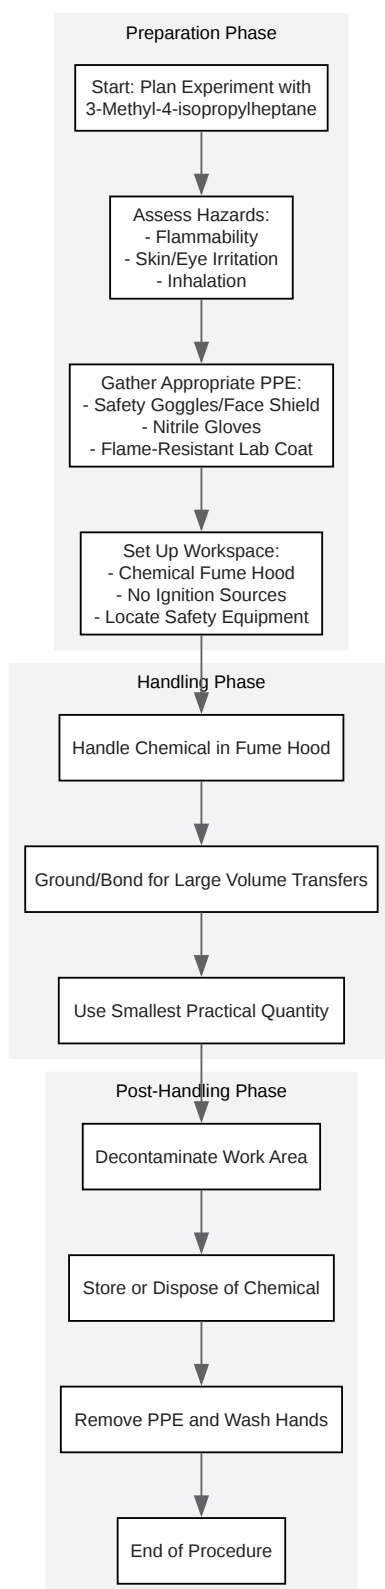 Preparation Phase
Start: Plan Experiment with
3-Methyl-4-isopropylheptane
Assess Hazards:
- Flammability
- Skin/Eye Irritation
- Inhalation
Gather Appropriate PPE:
- Safety Goggles/Face Shield
- Nitrile Gloves
- Flame-Resistant Lab Coat
Set Up Workspace:
- Chemical Fume Hood
- No Ignition Sources
- Locate Safety Equipment
Handling Phase
Handle Chemical in Fume Hood
Ground/Bond for Large Volume Transfers
Use Smallest Practical Quantity
Post-Handling Phase
Decontaminate Work Area
Store or Dispose of Chemical
Remove PPE and Wash Hands
End of Procedure